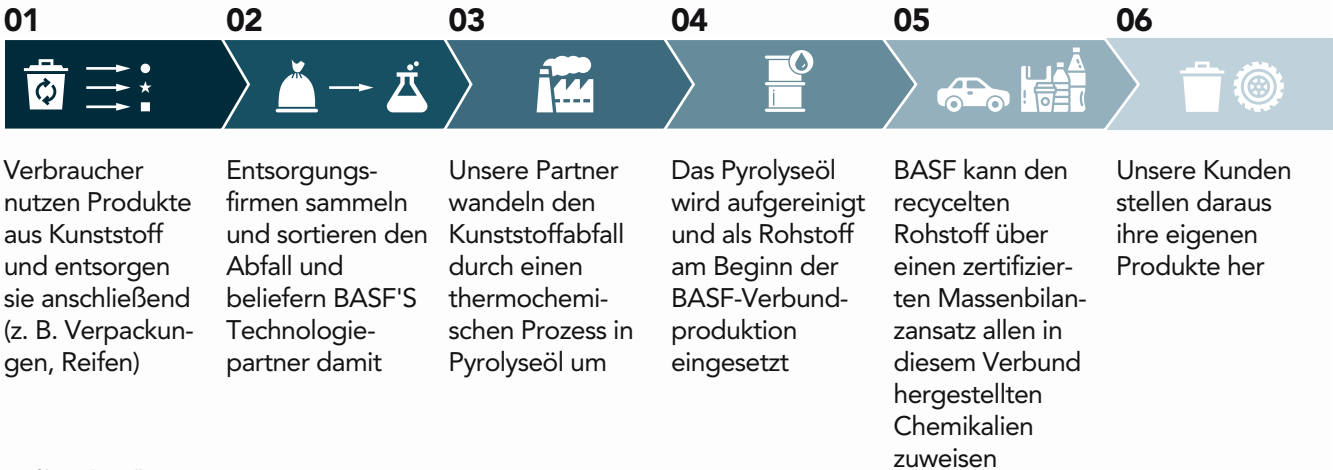 01
Verbraucher
nutzen Produkte
aus Kunststoff
und entsorgen
sie anschließend
(z. B. Verpackun-
gen, Reifen)
02
Entsorgungs-
firmen sammeln
und sortieren den
Abfall und
beliefern BASF'S
Technologie-
partner damit
03
Unsere Partner
wandeln den
Kunststoffabfall
durch einen
thermochemi-
schen Prozess in
Pyrolyseöl um
04
Das Pyrolyseöl
wird aufgereinigt
und als Rohstoff
am Beginn der
BASF-Verbund-
produktion
eingesetzt
05
BASF kann den
recycelten
Rohstoff über
einen zertifizier-
ten Massenbilan-
zansatz allen in
diesem Verbund
hergestellten
Chemikalien
zuweisen
06
Unsere Kunden
stellen daraus
ihre eigenen
Produkte her